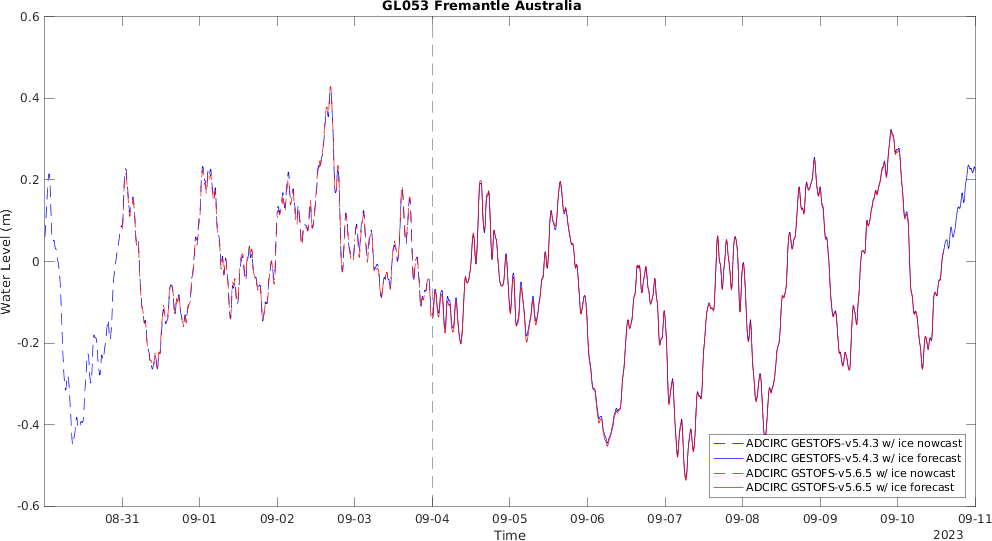 GL053 Fremantle Australia
0.6
0.4
0.2
0
-0.2
-0.4
-0.6
Water Level (m)
ADCIRC GESTOFS-v5.4.3 w/ ice nowcast
ADCIRC GESTOFS-v5.4.3 w/ ice forecast
ADCIRC GSTOFS-v5.6.5 w/ ice nowcast
ADCIRC GSTOFS-v5.6.5 w/ ice forecast
08-31 09-01 09-02 09-03 09-04 09-05 09-06 09-07 09-08 09-09 09-10 09-11
Time
2023